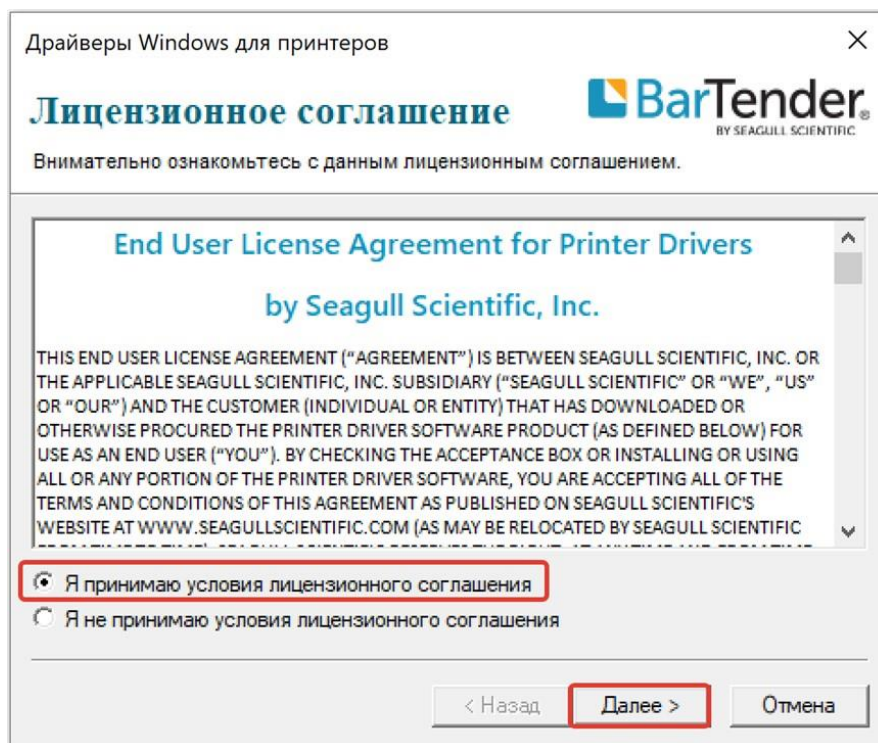 Драйверы Windows для принтеров
Лицензионное соглашение
BarTender®
BY SEAGULL SCIENTIFIC
Внимательно ознакомьтесь с данным лицензионным соглашением.
End User License Agreement for Printer Drivers
by Seagull Scientific, Inc.
THIS END USER LICENSE AGREEMENT (“AGREEMENT”) IS BETWEEN SEAGULL SCIENTIFIC, INC. OR
THE APPLICABLE SEAGULL SCIENTIFIC, INC. SUBSIDIARY (“SEAGULL SCIENTIFIC” OR “WE”, “US”
OR “OUR”) AND THE CUSTOMER (INDIVIDUAL OR ENTITY) THAT HAS DOWNLOADED OR
OTHERWISE PROCURED THE PRINTER DRIVER SOFTWARE PRODUCT (AS DEFINED BELOW) FOR
USE AS AN END USER (“YOU”). BY CHECKING THE ACCEPTANCE BOX OR INSTALLING OR USING
ALL OR ANY PORTION OF THE PRINTER DRIVER SOFTWARE, YOU ARE ACCEPTING ALL OF THE
TERMS AND CONDITIONS OF THIS AGREEMENT AS PUBLISHED ON SEAGULL SCIENTIFIC'S
WEBSITE AT WWW.SEAGULLSCIENTIFIC.COM (AS MAY BE RELOCATED BY SEAGULL SCIENTIFIC
Я принимаю условия лицензионного соглашения
Я не принимаю условия лицензионного соглашения
< Назад
Далее >
Отмена